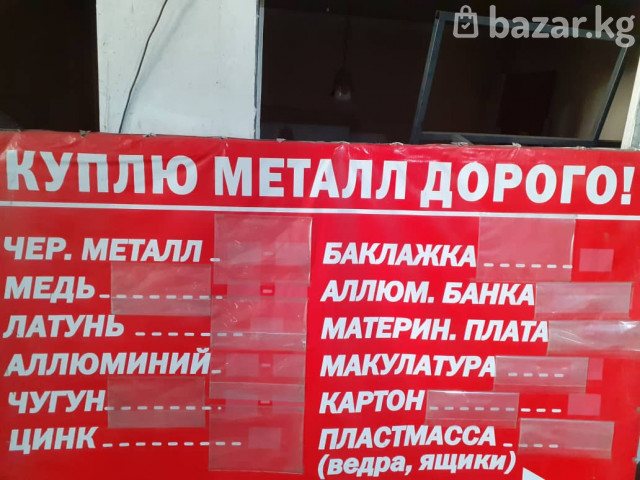 bazar.kg
КУПЛЮ МЕТАЛЛ ДОРОГО!
ЧЕР. МЕТАЛЛ
МЕДЬ
ЛАТУНЬ
АЛЛЮМИНИЙ
ЧУГУН
ЦИНК
БАКЛАЖКА
АЛЛЮМ. БАНКА
МАТЕРИН. ПЛАТА
МАКУЛАТУРА
КАРТОН
ПЛАСТМАССА
(ведра, ящики)